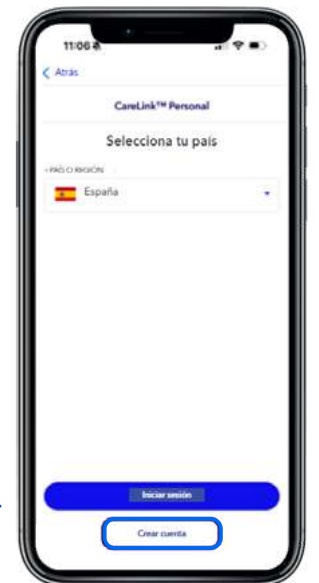 11:06
Atrás
CareLink™ Personal
Selecciona tu país
PAÍS O REGIÓN
España
Iniciar sesión
Crear cuenta